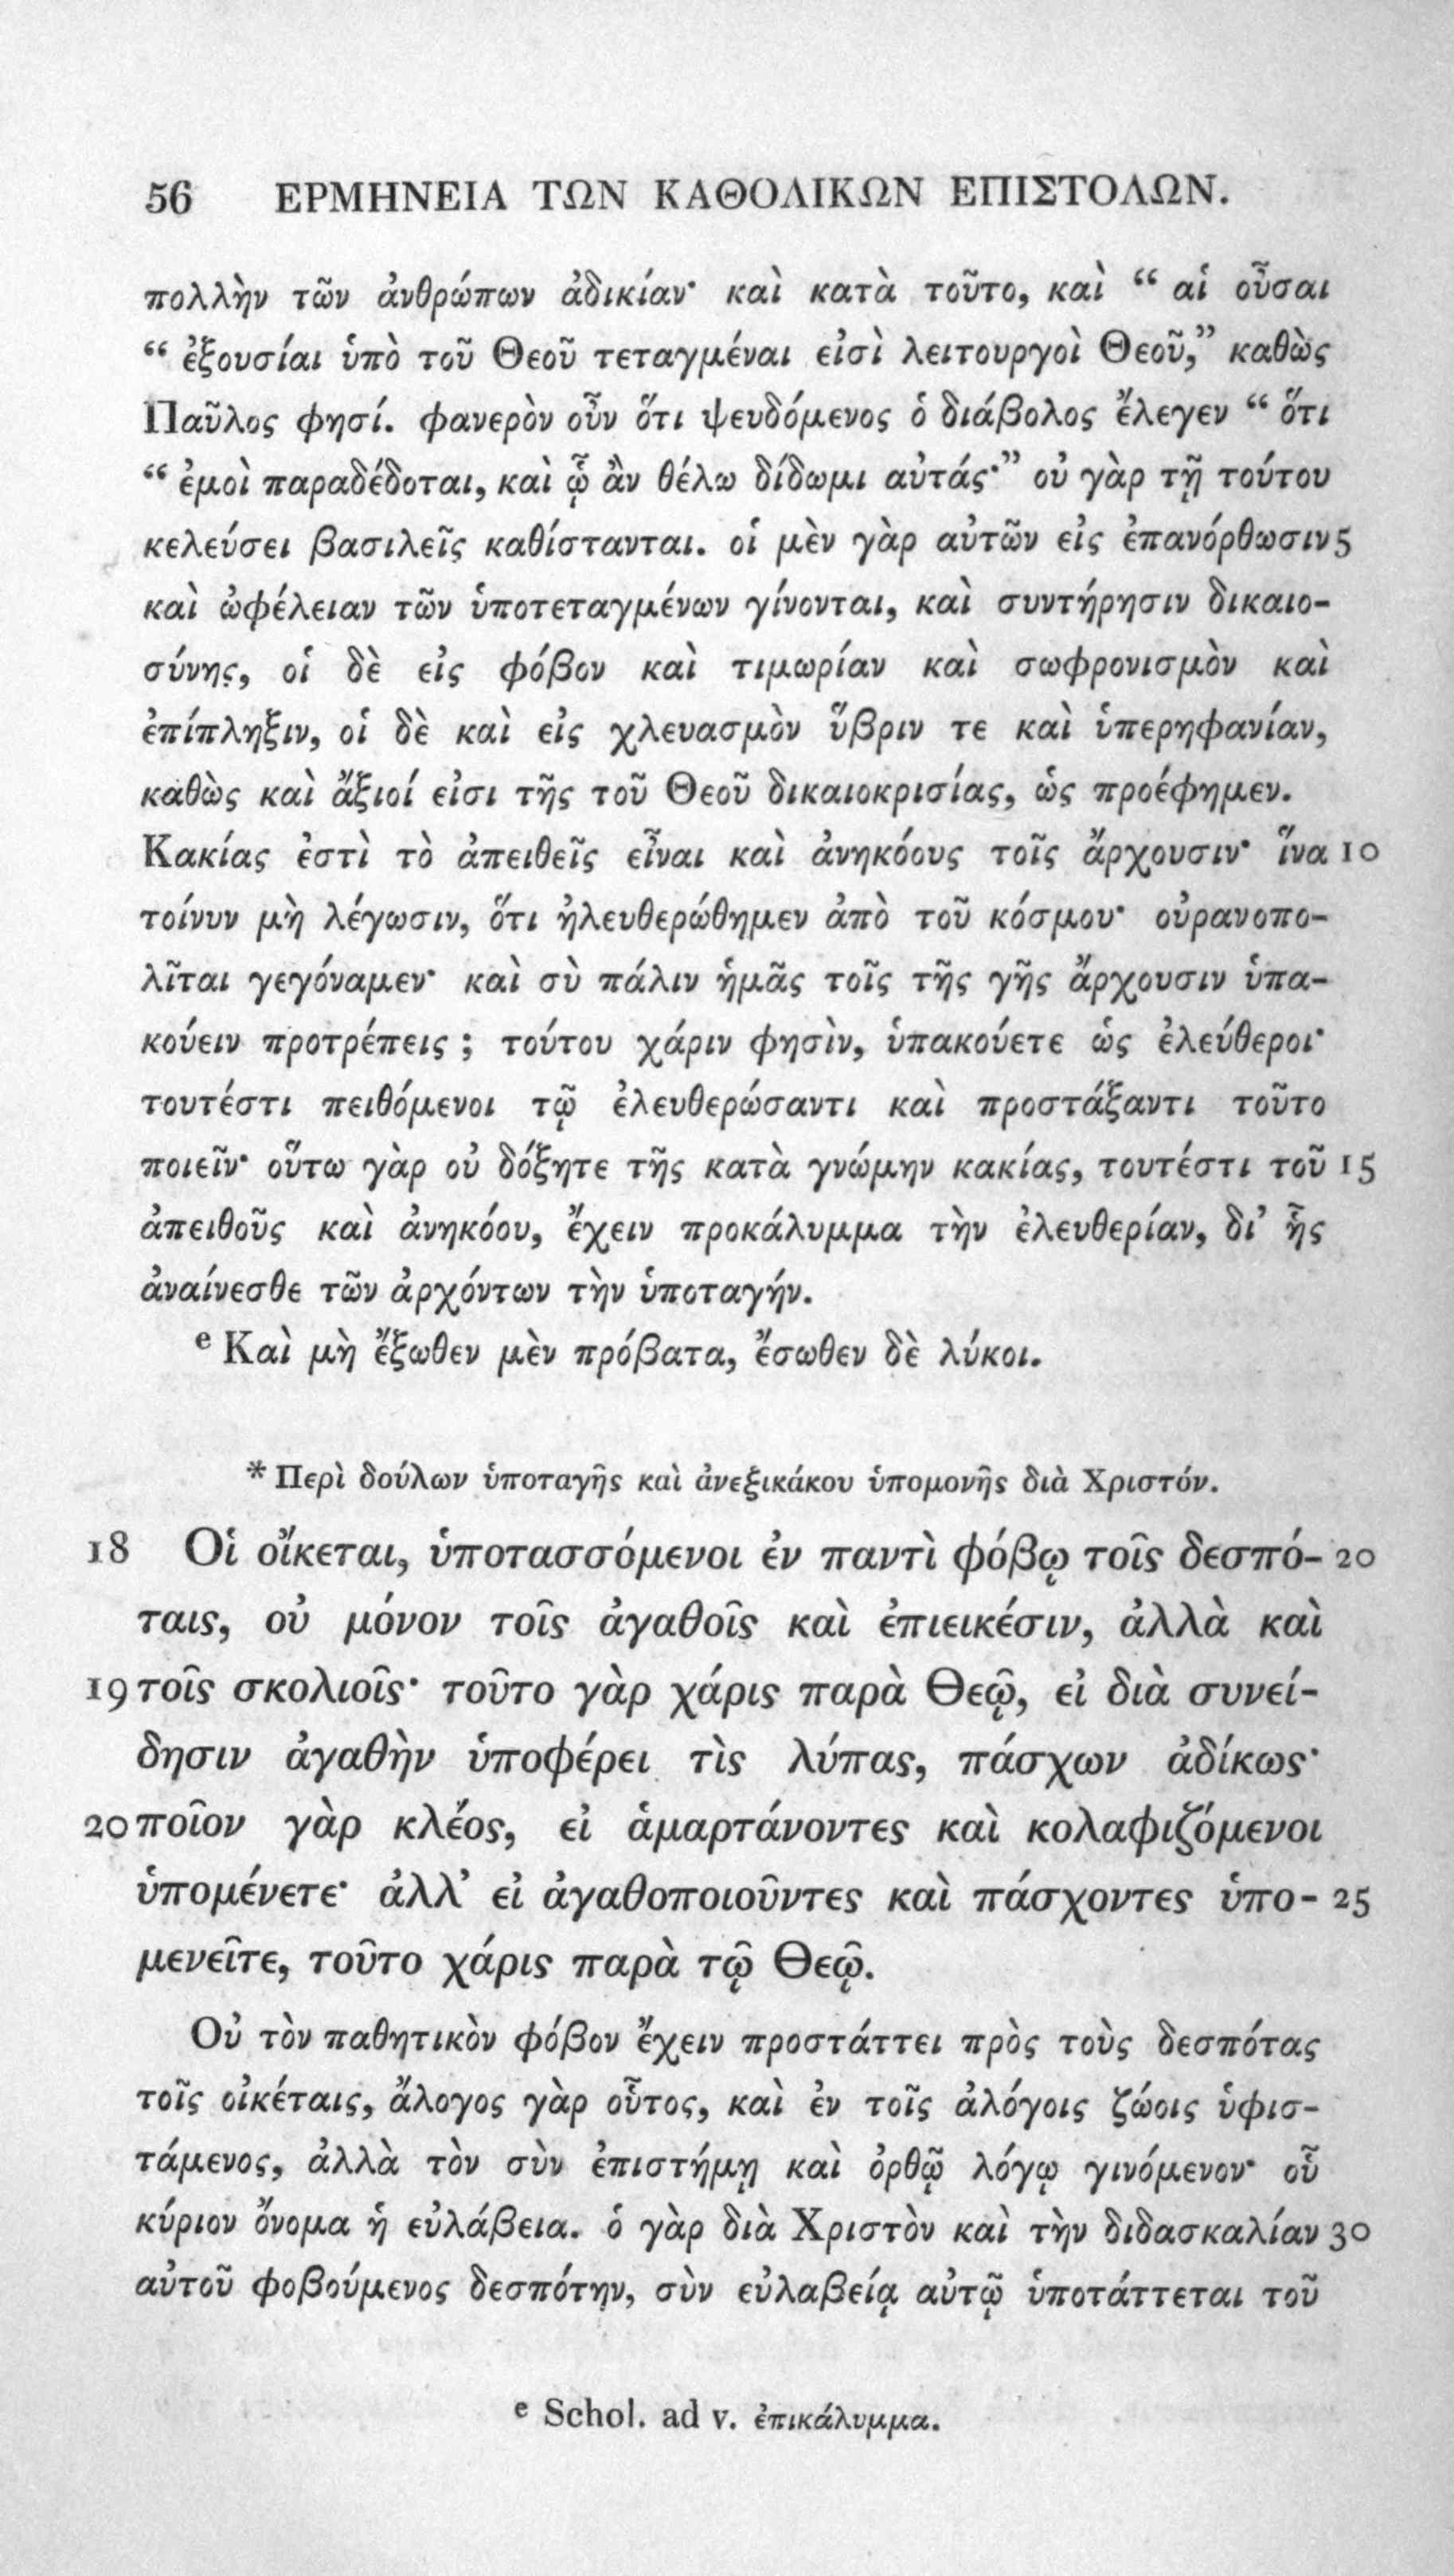 56 ΕΡΜΗΝΕΙΑ ΤΩΝ ΚΑΘΟΛΙΚΩΝ ΕΠΙΣΤΟΛΩΝ.
πολλὴν τῶν ἀνθρώπων ἀδικίαν· καὶ κατὰ τοῦτο, καὶ “ αἱ οὖσαι
“ ἐξουσίαι ὑπὸ τοῦ Θεοῦ τεταγμέναι εἰσὶ λειτουργοὶ Θεοῦ,” καθὼς
Παῦλος φησί. φανερὸν οὖν ὅτι ψευδόμενος ὁ διάβολος ἔλεγεν “ ὅτι
“ ἐμοὶ παραδέδοται, καὶ ᾧ ἂν θέλω δίδωμι αὐτάς·” οὐ γὰρ τῇ τούτου
κελεύσει βασιλεῖς καθίστανται. οἱ μὲν γὰρ αὐτῶν εἰς ἐπανόρθωσιν 5
καὶ ὠφέλειαν τῶν ὑποτεταγμένων γίνονται, καὶ συντήρησιν δικαιο-
σύνης, οἱ δὲ εἰς φόβον καὶ τιμωρίαν καὶ σωφρονισμὸν καὶ
ἐπίπληξιν, οἱ δὲ καὶ εἰς χλευασμὸν ὕβριν τε καὶ ὑπερηφανίαν,
καθὼς καὶ ἄξιοί εἰσι τῆς τοῦ Θεοῦ δικαιοκρισίας, ὡς προέφημεν.
Κακίας ἐστὶ τὸ ἀπειθεῖς εἶναι καὶ ἀνηκόους τοῖς ἄρχουσιν· ἵνα 10
τοίνυν μὴ λέγωσιν, ὅτι ἠλευθερώθημεν ἀπὸ τοῦ κόσμου· οὐρανοπο-
λῖται γεγόναμεν· καὶ σὺ πάλιν ἡμᾶς τοῖς τῆς γῆς ἄρχουσιν ὑπα-
κούειν προτρέπεις ; τούτου χάριν φησὶν, ὑπακούετε ὡς ἐλεύθεροι·
τουτέστι πειθόμενοι τῷ ἐλευθερώσαντι καὶ προστάξαντι τοῦτο
ποιεῖν· οὕτω γὰρ οὐ δόξητε τῆς κατὰ γνώμην κακίας, τουτέστι τοῦ 15
ἀπειθοῦς καὶ ἀνηκόου, ἔχειν προκάλυμμα τὴν ἐλευθερίαν, δι’ ἧς
ἀναίνεσθε τῶν ἀρχόντων τὴν ὑποταγήν.
e Καὶ μὴ ἔξωθεν μὲν πρόβατα, ἔσωθεν δὲ λύκοι.
* Περὶ δούλων ὑποταγῆς καὶ ἀνεξικάκου ὑπομονῆς διὰ Χριστόν.
18 Οἱ οἴκεται, ὑποτασσόμενοι ἐν παντὶ φόβῳ τοῖς δεσπό- 20
ταις, οὐ μόνον τοῖς ἀγαθοῖς καὶ ἐπιεικέσιν, ἀλλὰ καὶ
19 τοῖς σκολιοῖς· τοῦτο γὰρ χάρις παρὰ Θεῷ, εἰ διὰ συνεί-
δησιν ἀγαθὴν ὑποφέρει τὶς λύπας, πάσχων ἀδίκως·
20 ποῖον γὰρ κλέος, εἰ ἁμαρτάνοντες καὶ κολαφιζόμενοι
ὑπομένετε· ἀλλ’ εἰ ἀγαθοποιοῦντες καὶ πάσχοντες ὑπο- 25
μενεῖτε, τοῦτο χάρις παρὰ τῷ Θεῷ.
Οὐ τὸν παθητικὸν φόβον ἔχειν προστάττει πρὸς τοὺς δεσπότας
τοῖς οἰκέταις, ἄλογος γὰρ οὗτος, καὶ ἐν τοῖς ἀλόγοις ζώοις ὑφισ-
τάμενος, ἀλλὰ τὸν σὺν ἐπιστήμῃ καὶ ὀρθῷ λόγῳ γινόμενον· οὗ
κύριον ὄνομα ἡ εὐλάβεια. ὁ γὰρ διὰ Χριστὸν καὶ τὴν διδασκαλίαν 30
αὐτοῦ φοβούμενος δεσπότην, σὺν εὐλαβείᾳ αὐτῷ ὑποτάττεται τοῦ
e Schol. ad v. ἐπικάλυμμα.